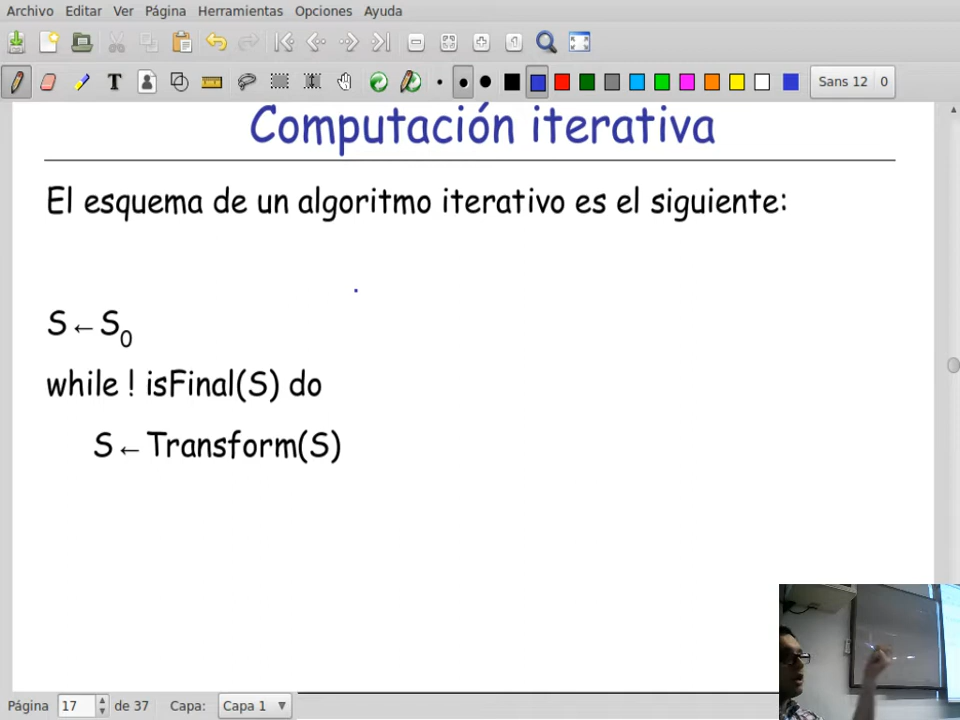 Archivo Editar Ver Página Herramientas Opciones Ayuda
T Sans 12 0
Computación iterativa
El esquema de un algoritmo iterativo es el siguiente:
S←S0
while ! isFinal(S) do
S←Transform(S)
Página 17 de 37 Capa: Capa 1